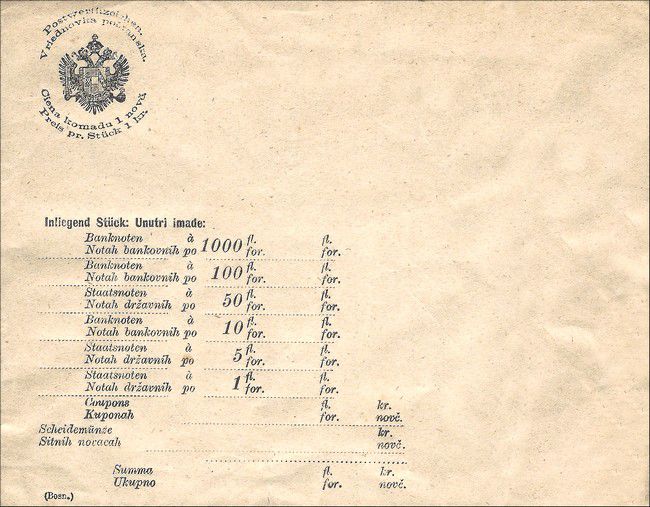 Postwerthzeichen.
Vriednovka poštanska.
Ciena komadu 1 novč.
Preis pr. Stück 1 kr.
Inliegend Stück: Unutri imade:
Banknoten à 1000 fl. fl.
Notah bankovnih po for. for.
Banknoten à 100 fl. fl.
Notah bankovnih po for. for.
Staatsnoten à 50 fl. fl.
Notah državnih po for. for.
Banknoten à 10 fl. fl.
Notah bankovnih po for. for.
Staatsnoten à 5 fl. fl.
Notah državnih po for. for.
Staatsnoten à 1 fl. fl.
Notah državnih po for. for.
Coupons fl. kr.
Kuponah for. novč.
Scheidemünze kr.
Sitnih novacah novč.
Summa fl. kr.
Ukupno for. novč.
(Bosn.)